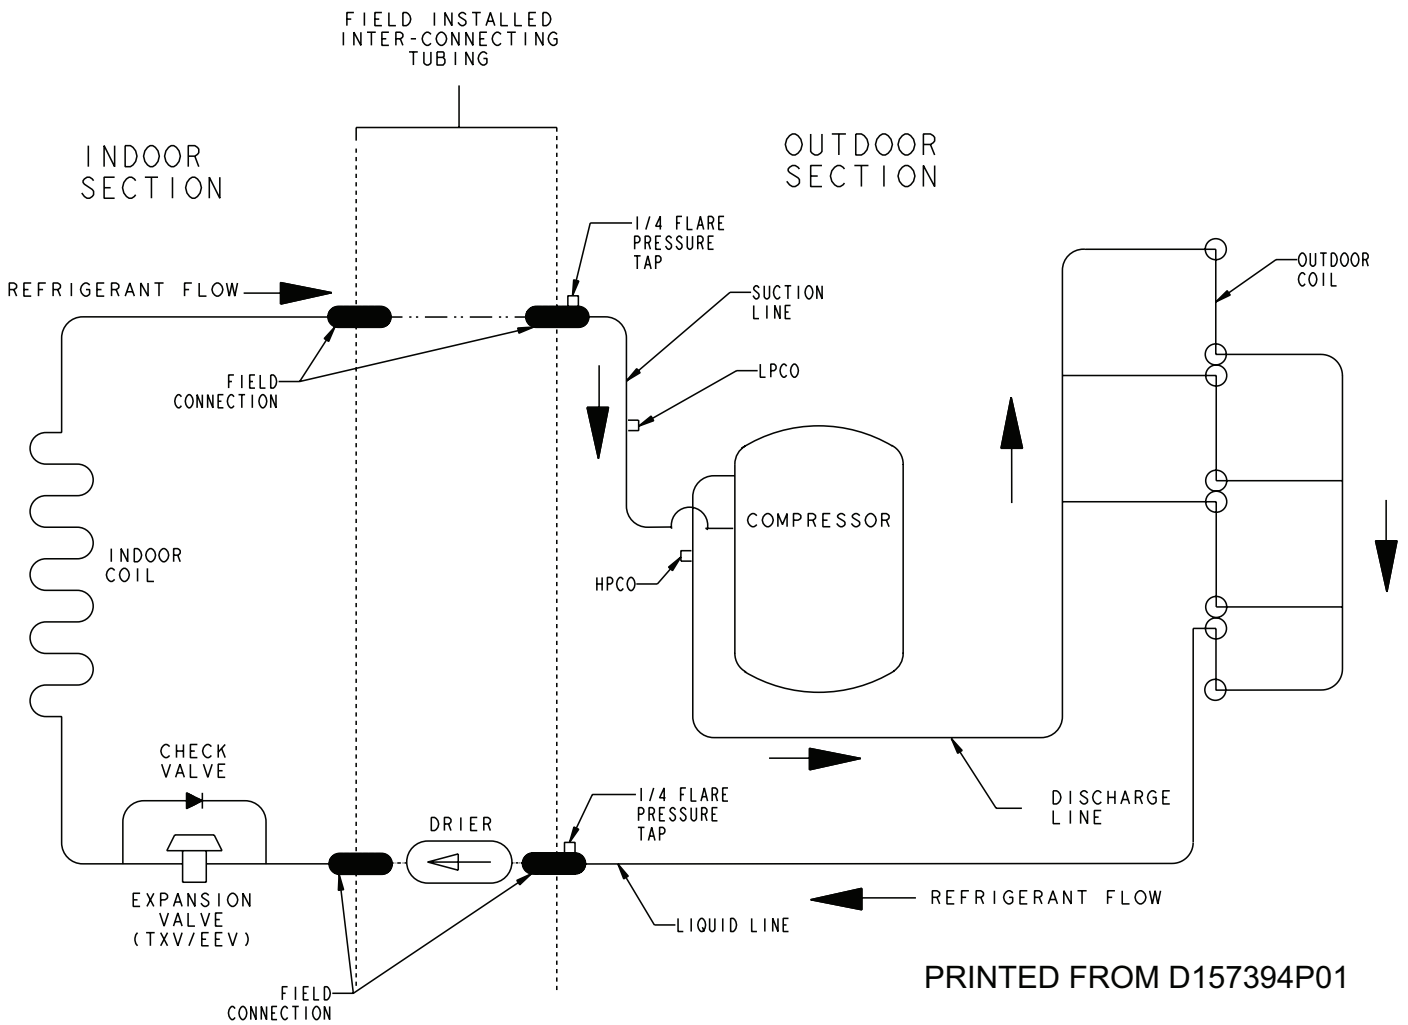 FIELD INSTALLED
INTER-CONNECTING
TUBING
INDOOR
SECTION
OUTDOOR
SECTION
1/4 FLARE
PRESSURE
TAP
REFRIGERANT FLOW
SUCTION
LINE
OUTDOOR
COIL
FIELD
CONNECTION
LPCO
COMPRESSOR
INDOOR
COIL
HPCO
CHECK
VALVE
DRIER
1/4 FLARE
PRESSURE
TAP
DISCHARGE
LINE
EXPANSION
VALVE
(TXV/EEV)
REFRIGERANT FLOW
LIQUID LINE
FIELD
CONNECTION
PRINTED FROM D157394P01